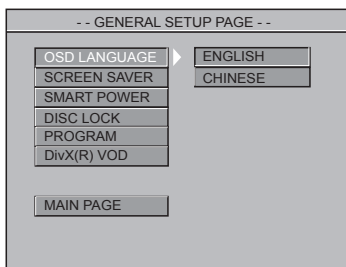 - - GENERAL SETUP PAGE - -
OSD LANGUAGE
ENGLISH
SCREEN SAVER
CHINESE
SMART POWER
DISC LOCK
PROGRAM
DivX(R) VOD
MAIN PAGE